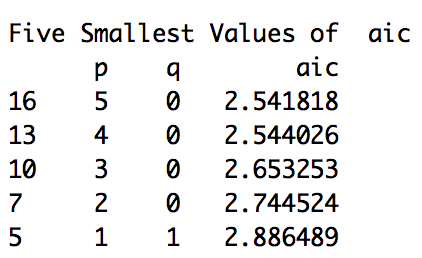 Five Smallest Values of  aic
      p    q        aic
16    5    0   2.541818
13    4    0   2.544026
10    3    0   2.653253
7     2    0   2.744524
5     1    1   2.886489